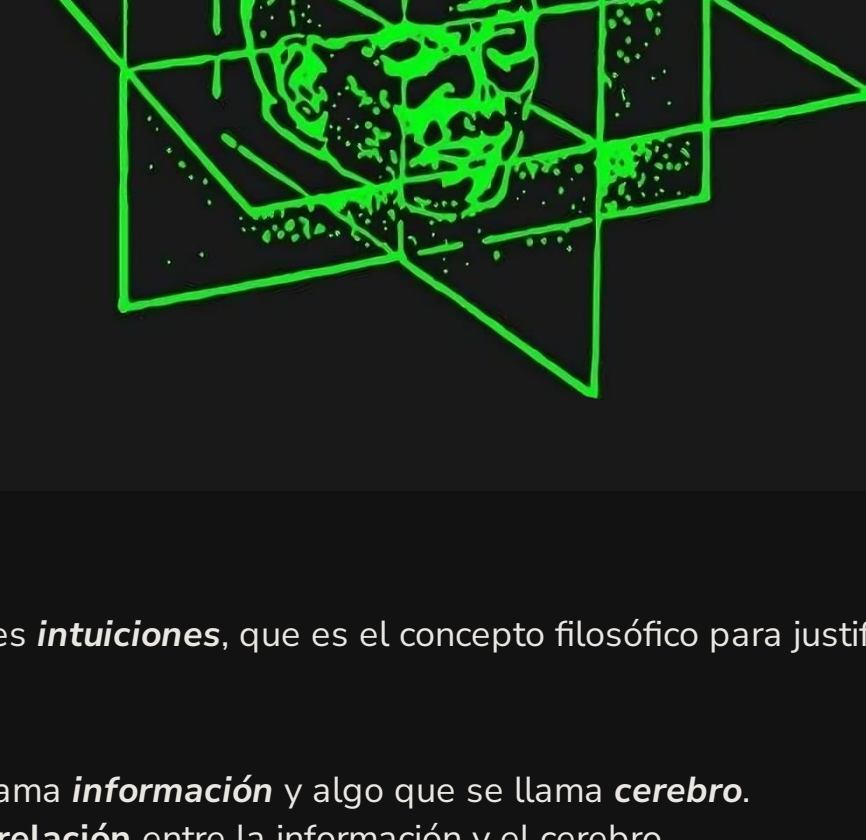 es intuiciones, que es el concepto filosófico para justif
ama información y algo que se llama cerebro.
relación entre la información y el cerebro